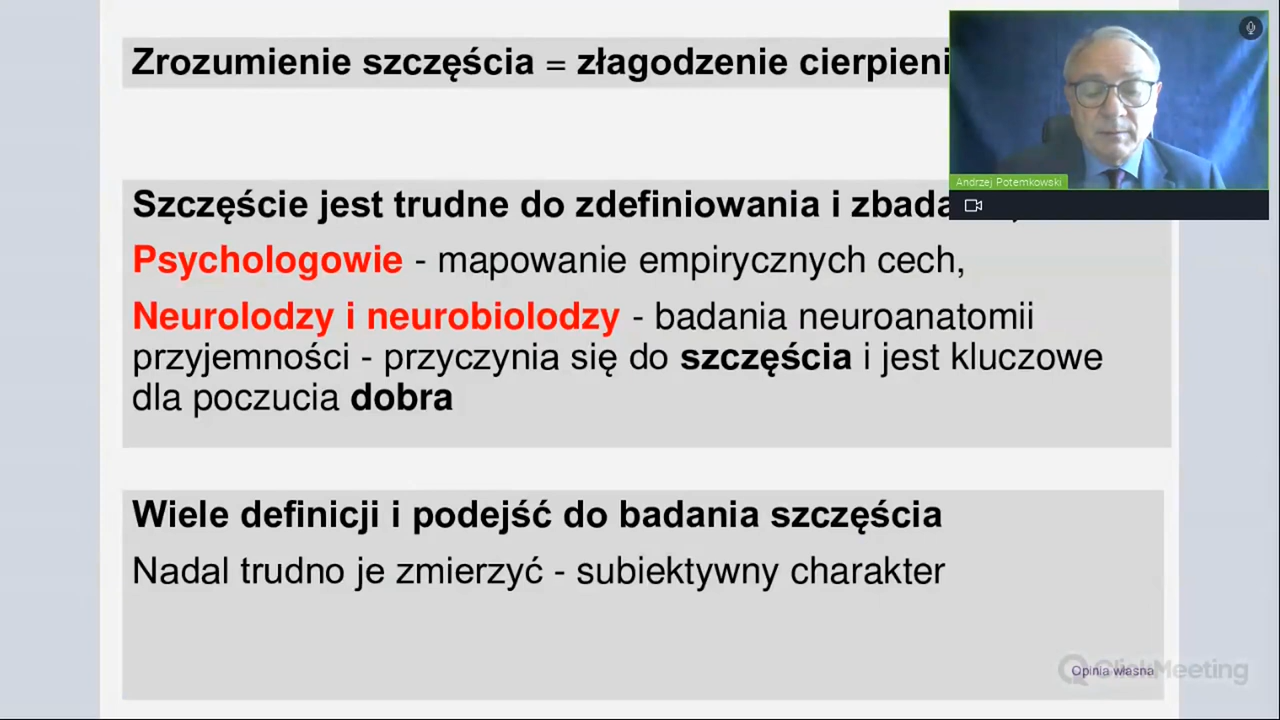 Zrozumienie szczęścia = złagodzenie
Szczęście jest trudne do zdefiniowania i
Psychologowie - mapowanie empirycznych cech,
Neurolodzy i neurobiolodzy - badania neuroanatomii
przyjemności - przyczynia się do szczęścia i jest kluczowe
dla poczucia dobra
Wiele definicji i podejść do badania szczęścia
Nadal trudno je zmierzyć - subiektywny charakter
Andrzej Potemkowski
Opinia własna
ClickMeeting